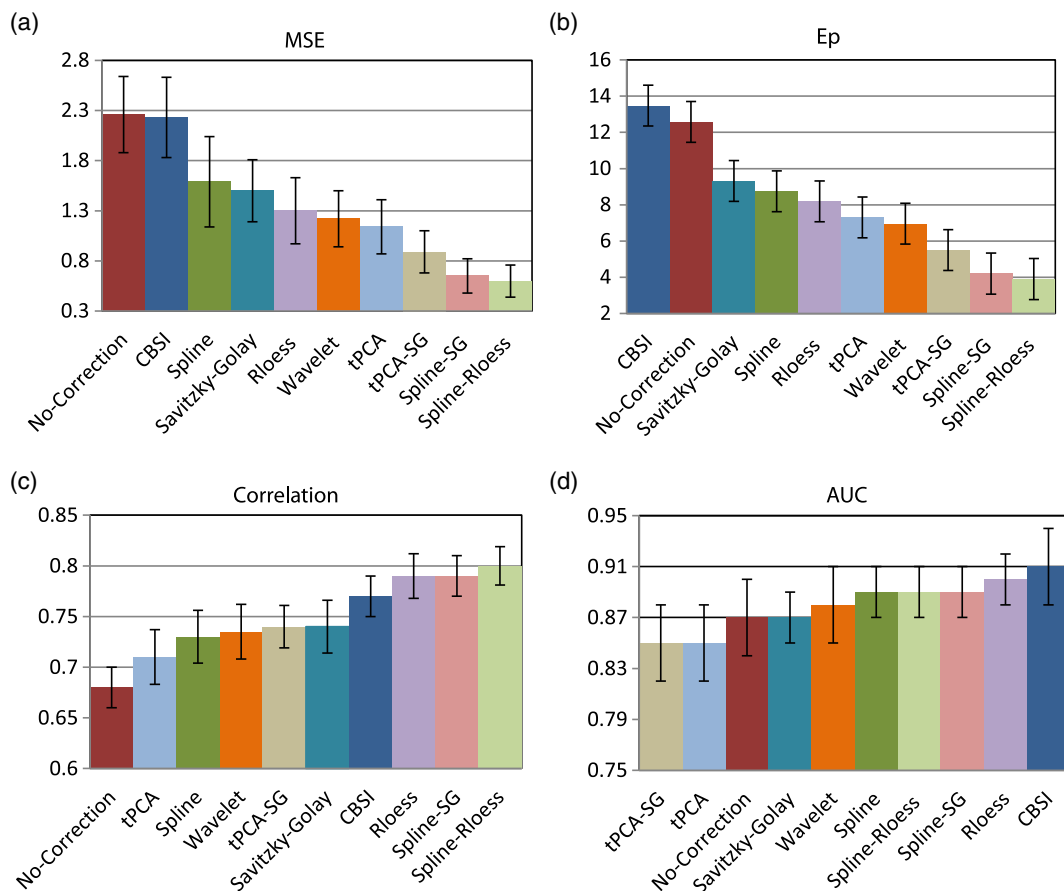 (a)
MSE
2.8
2.3
1.8
1.3
0.8
0.3
No-Correction
CBSI
Spline
Savitzky-Golay
Rloess
Wavelet
tPCA
tPCA-SG
Spline-SG
Spline-Rloess
(b)
Ep
16
14
12
10
8
6
4
2
CBSI
No-Correction
Savitzky-Golay
Spline
Rloess
tPCA
Wavelet
tPCA-SG
Spline-SG
Spline-Rloess
(c)
Correlation
0.85
0.8
0.75
0.7
0.65
0.6
No-Correction
tPCA
Spline
Wavelet
tPCA-SG
Savitzky-Golay
CBSI
Rloess
Spline-SG
Spline-Rloess
(d)
AUC
0.95
0.91
0.87
0.83
0.79
0.75
tPCA-SG
tPCA
No-Correction
Savitzky-Golay
Wavelet
Spline
Spline-Rloess
Spline-SG
Rloess
CBSI